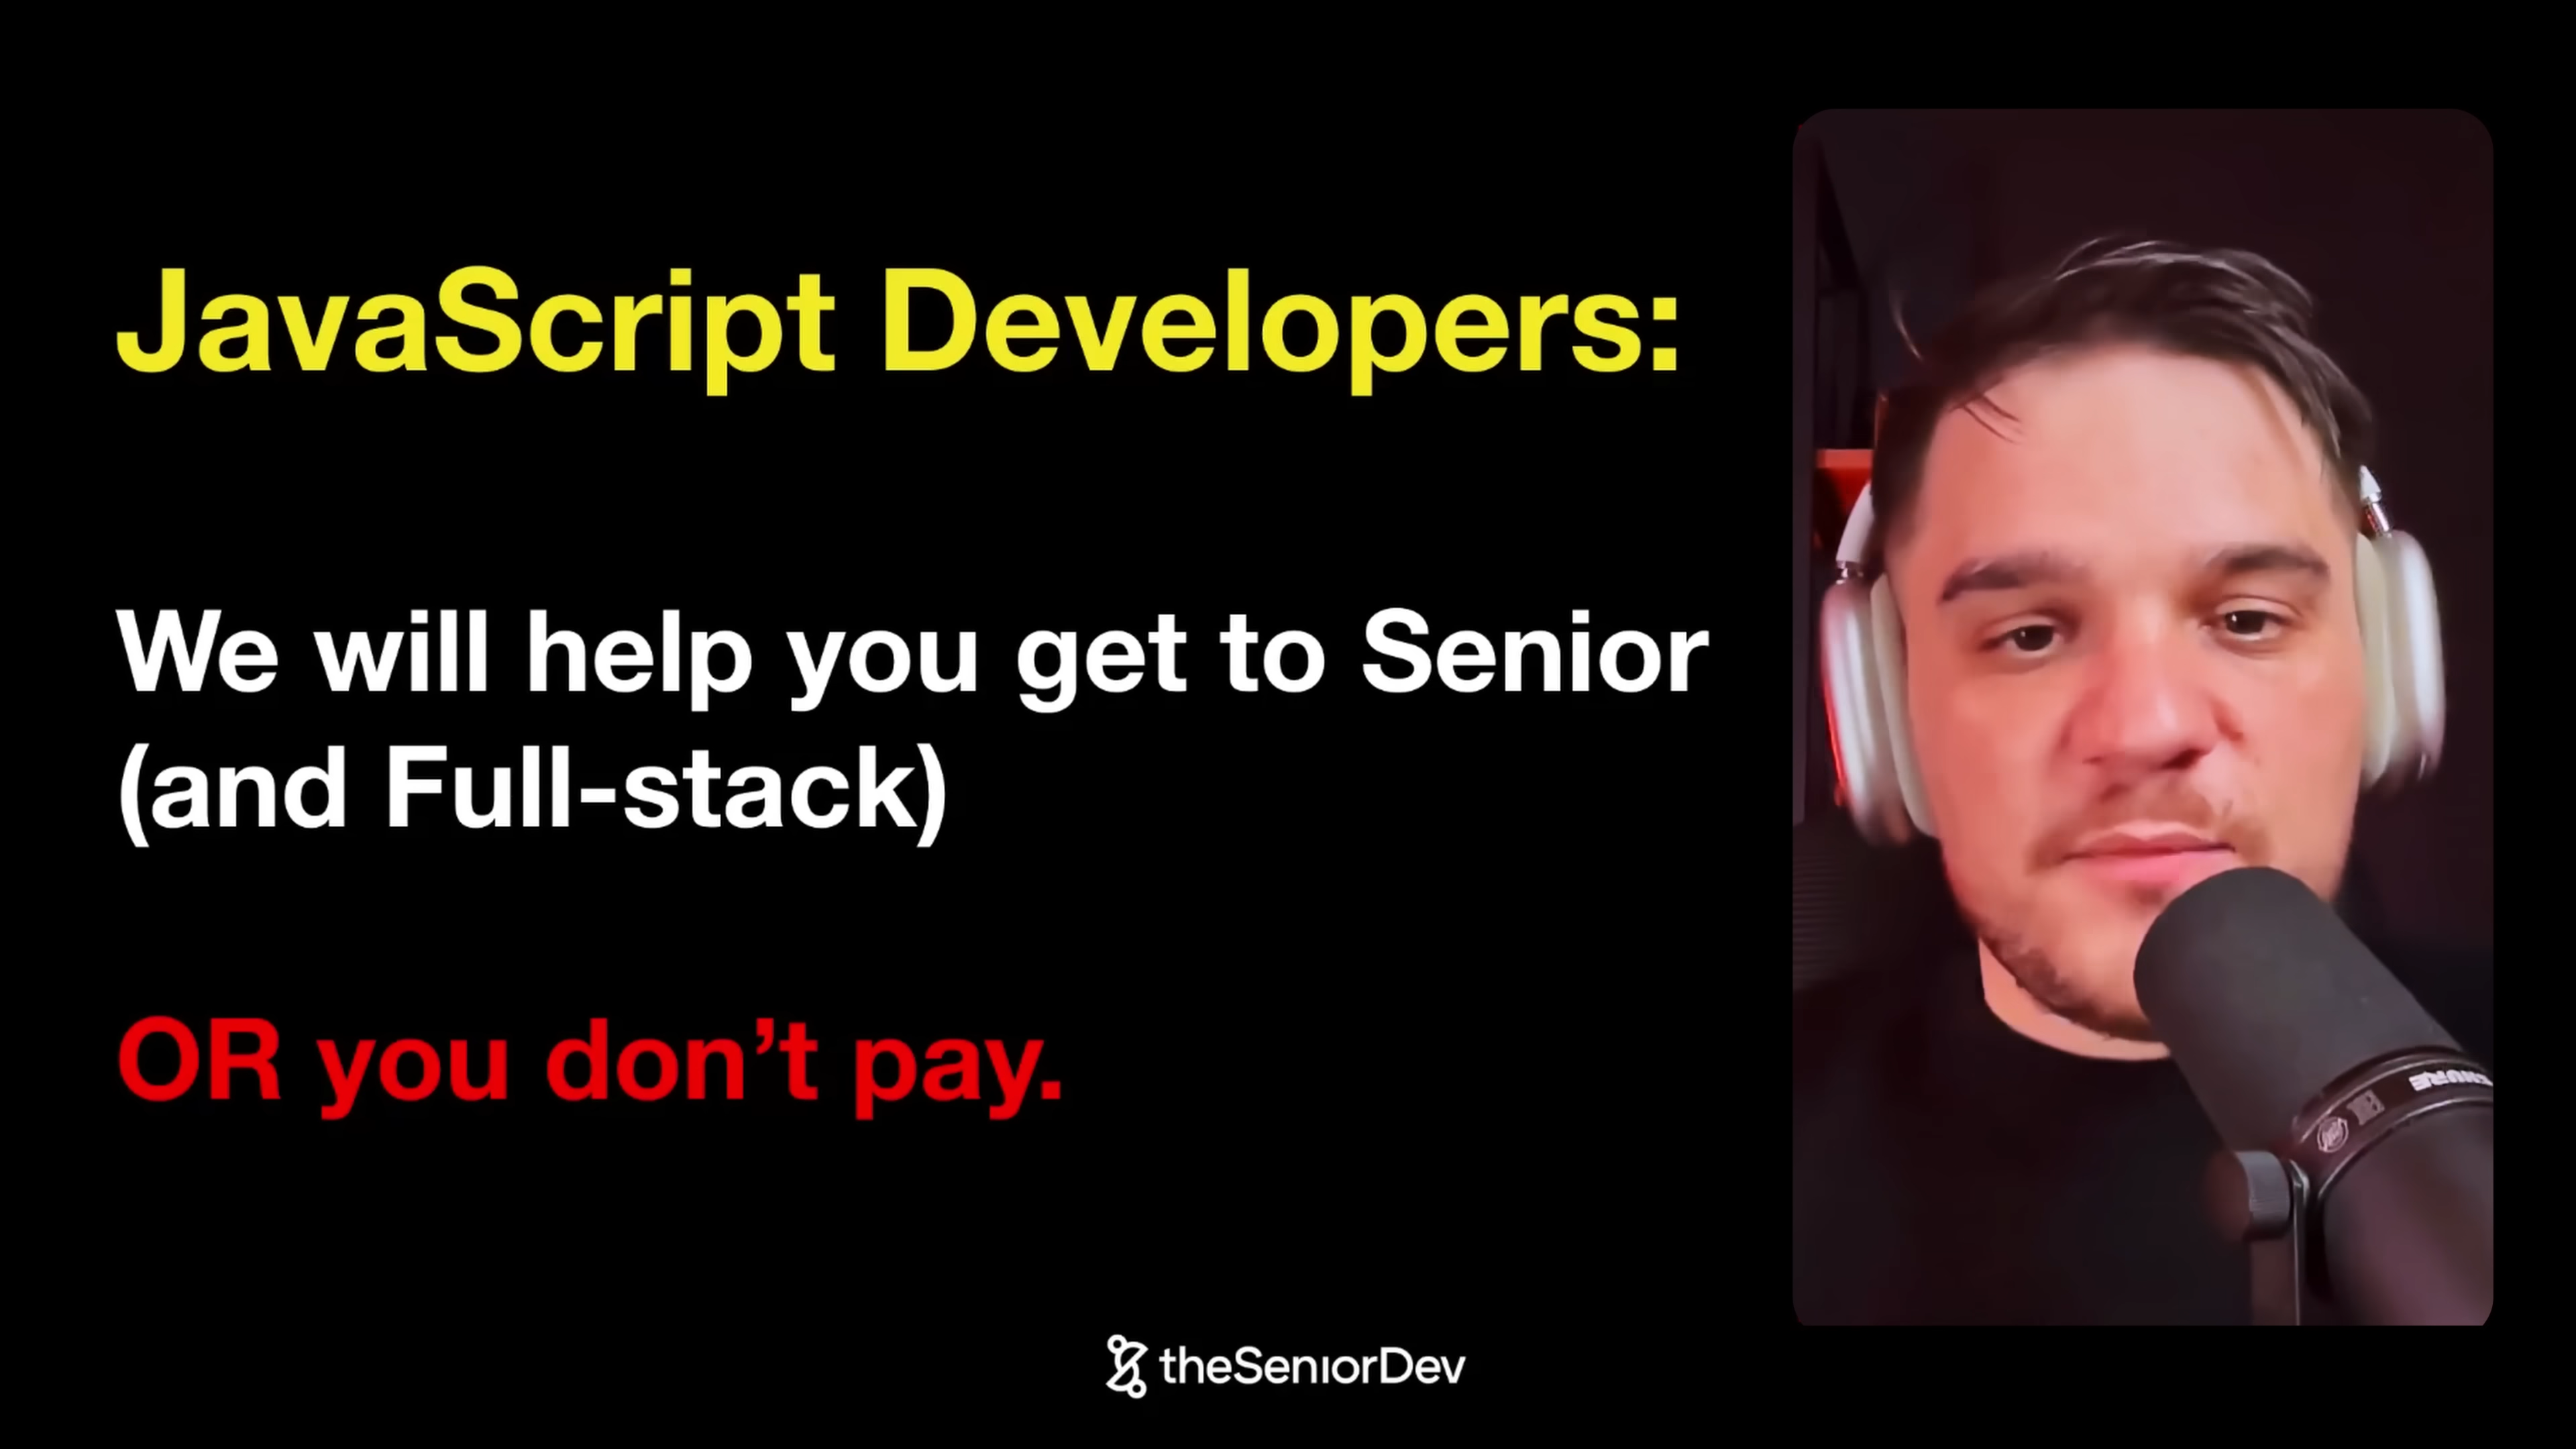 JavaScript Developers:
We will help you get to Senior
(and Full-stack)
OR you don’t pay.
theSeniorDev